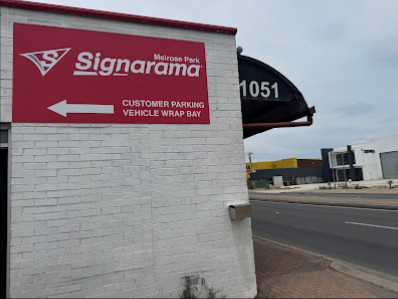 Melrose Park
S Signarama
CUSTOMER PARKING
VEHICLE WRAP BAY
1051